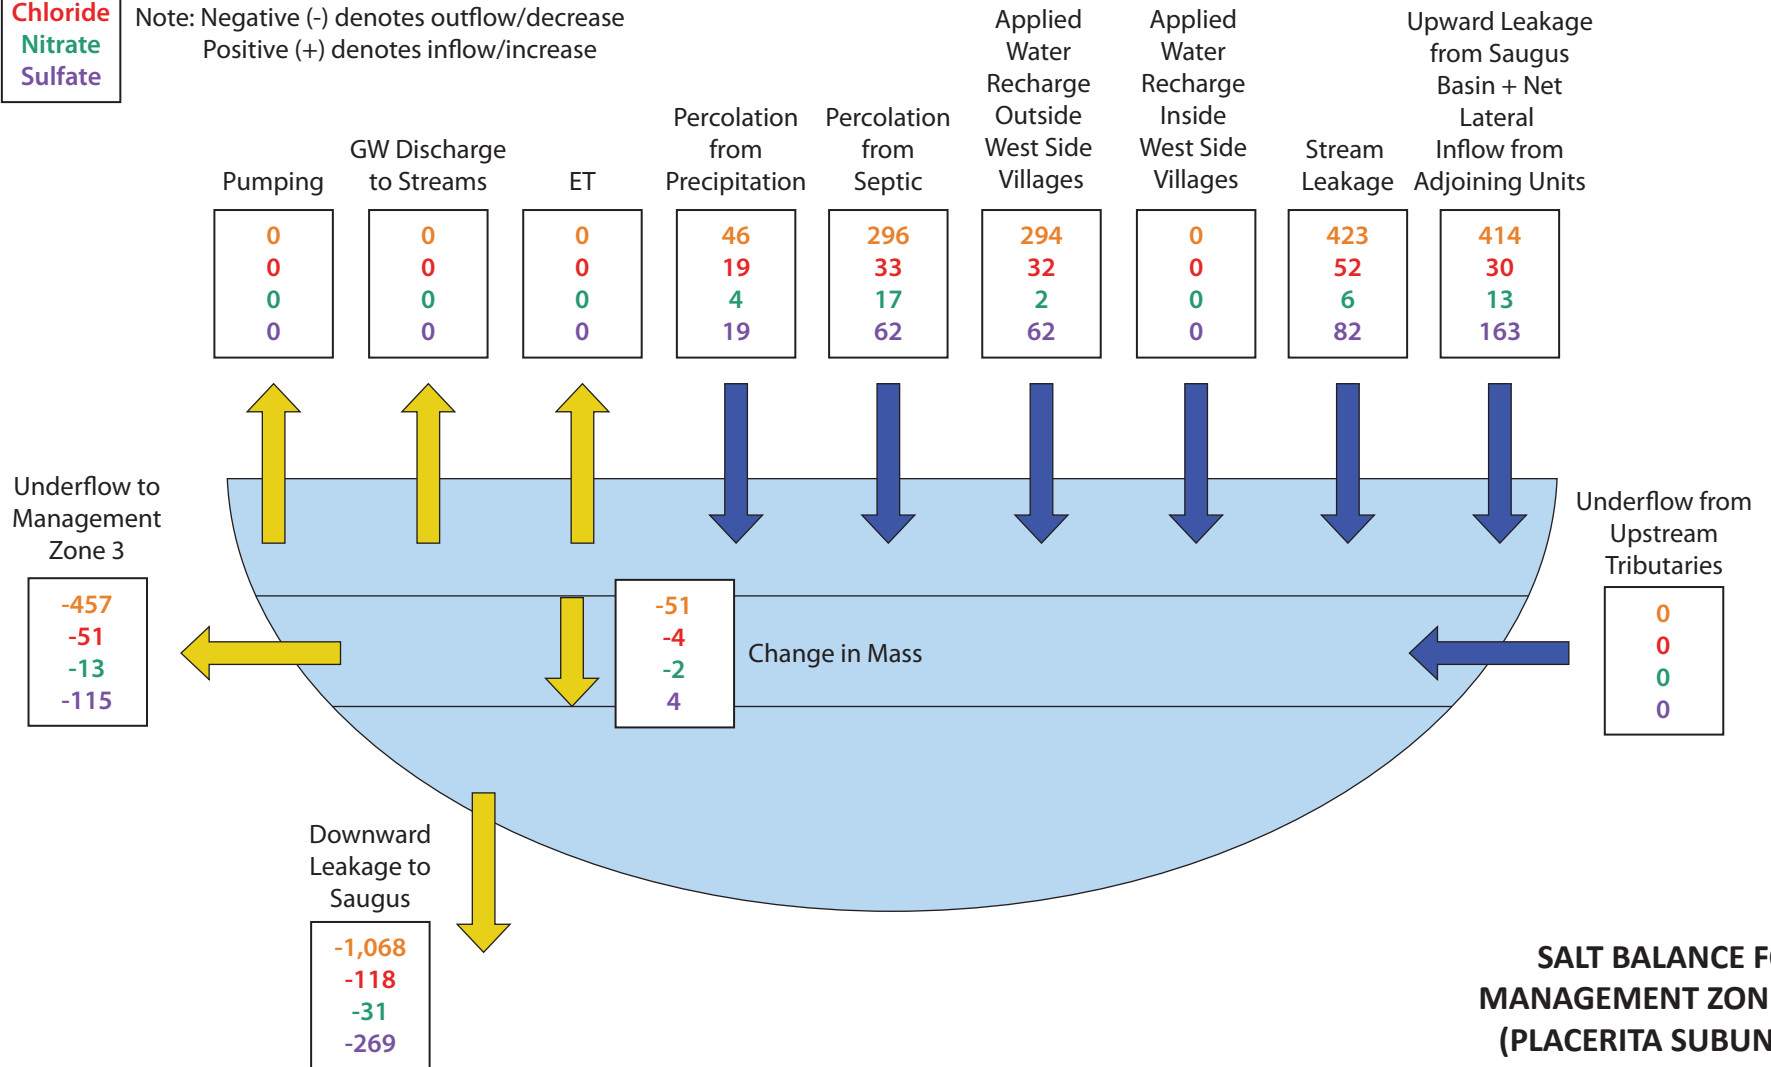 Chloride
Nitrate
Sulfate
Note: Negative (-) denotes outflow/decrease
Positive (+) denotes inflow/increase
Pumping
0
0
0
0
GW Discharge
to Streams
0
0
0
0
ET
0
0
0
0
Percolation
from
Precipitation
46
19
4
19
Percolation
from
Septic
296
33
17
62
Applied
Water
Recharge
Outside
West Side
Villages
294
32
2
62
Applied
Water
Recharge
Inside
West Side
Villages
0
0
0
0
Stream
Leakage
423
52
6
82
Upward Leakage
from Saugus
Basin + Net
Lateral
Inflow from
Adjoining Units
414
30
13
163
Underflow to
Management
Zone 3
-457
-51
-13
-115
-51
-4
-2
4
Change in Mass
Underflow from
Upstream
Tributaries
0
0
0
0
Downward
Leakage to
Saugus
-1,068
-118
-31
-269
SALT BALANCE
MANAGEMENT
(PLACERITA